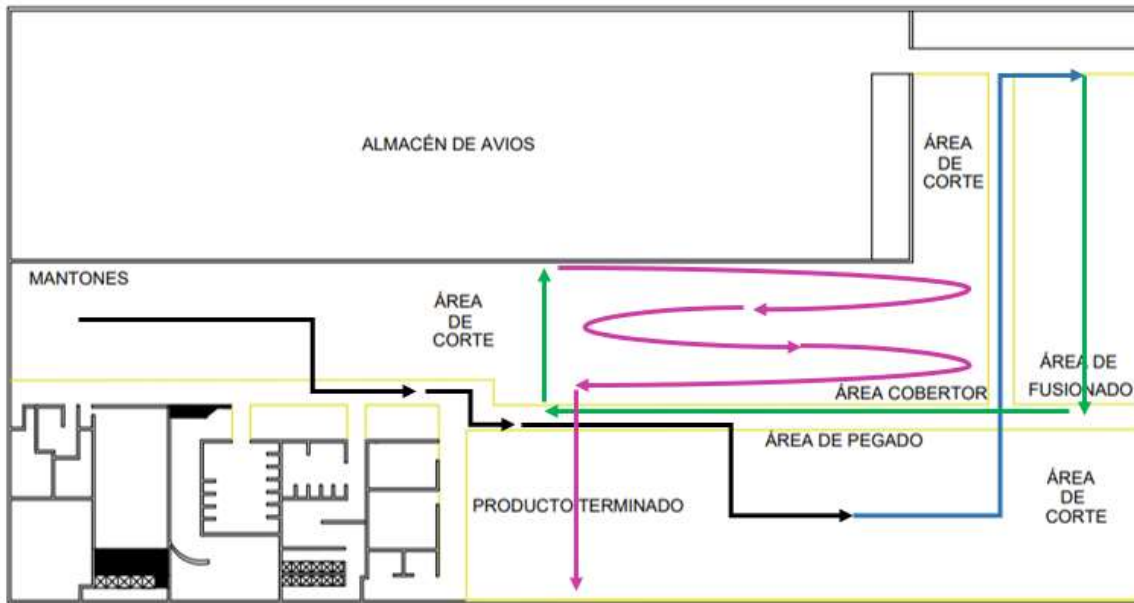 ALMACÉN DE AVIOS
ÁREA
DE
CORTE
MANTONES
ÁREA
DE
CORTE
ÁREA DE
FUSIONADO
ÁREA COBERTOR
ÁREA DE PEGADO
PRODUCTO TERMINADO
ÁREA
DE
CORTE